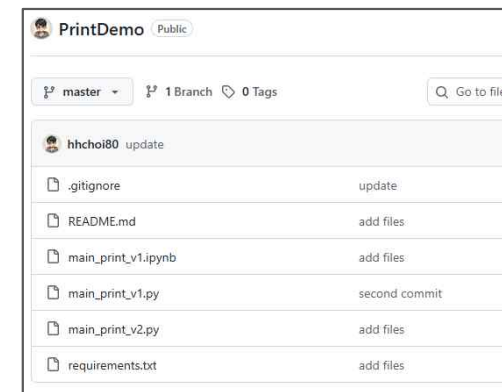 PrintDemo Public
master 1 Branch 0 Tags Go to file
hhchoi80 update
.gitignore update
README.md add files
main_print_v1.ipynb add files
main_print_v1.py second commit
main_print_v2.py add files
requirements.txt add files